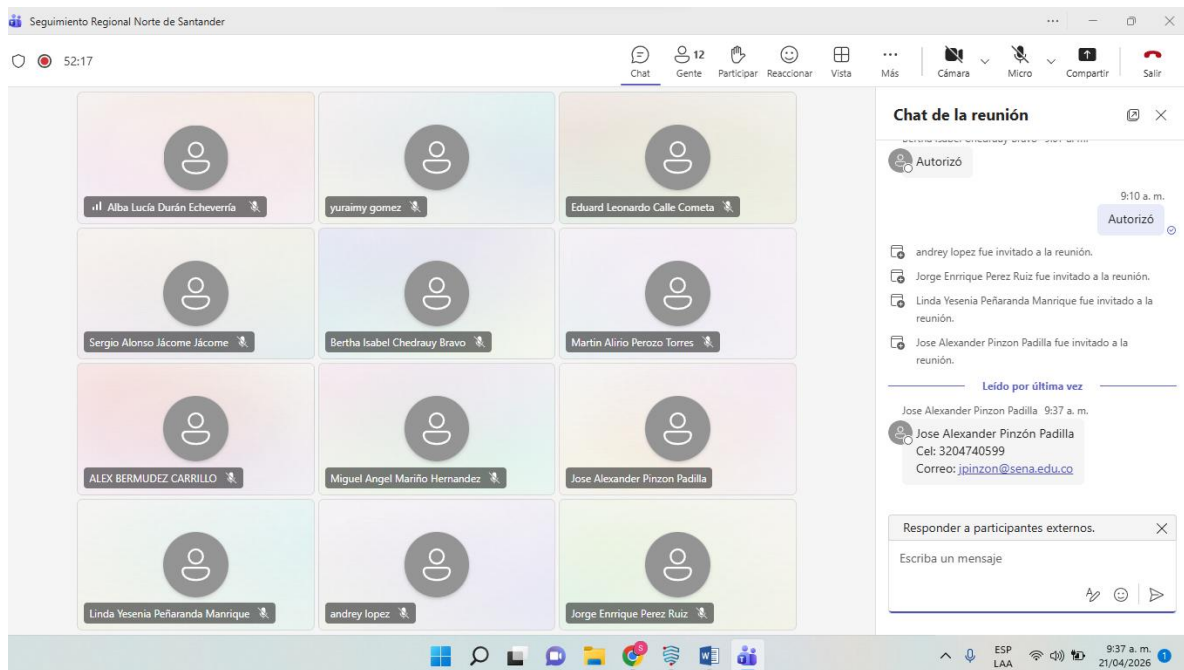 Seguimiento Regional Norte de Santander
52:17
Chat
12
Gente
Participar
Reaccionar
Vista
Más
Cámara
Micro
Compartir
Salir
Alba Lucía Durán Echeverría
yuraimy gomez
Eduard Leonardo Calle Cometa
Sergio Alonso Jácome Jácome
Bertha Isabel Chedrauy Bravo
Martin Alirio Perozo Torres
ALEX BERMUDEZ CARRILLO
Miguel Angel Mariño Hernandez
Jose Alexander Pinzon Padilla
Linda Yesenia Peñaranda Manrique
andrey lopez
Jorge Enrrique Perez Ruiz
Chat de la reunión
Autorizó
9:10 a. m.
Autorizó
andrey lopez fue invitado a la reunión.
Jorge Enrrique Perez Ruiz fue invitado a la reunión.
Linda Yesenia Peñaranda Manrique fue invitado a la
reunión.
Jose Alexander Pinzon Padilla fue invitado a la
reunión.
Leído por última vez
Jose Alexander Pinzon Padilla 9:37 a. m.
Jose Alexander Pinzón Padilla
Cel: 3204740599
Correo: jpinzon@sena.edu.co
Responder a participantes externos.
Escriba un mensaje
ESP
LAA
9:37 a. m.
21/04/2026
1